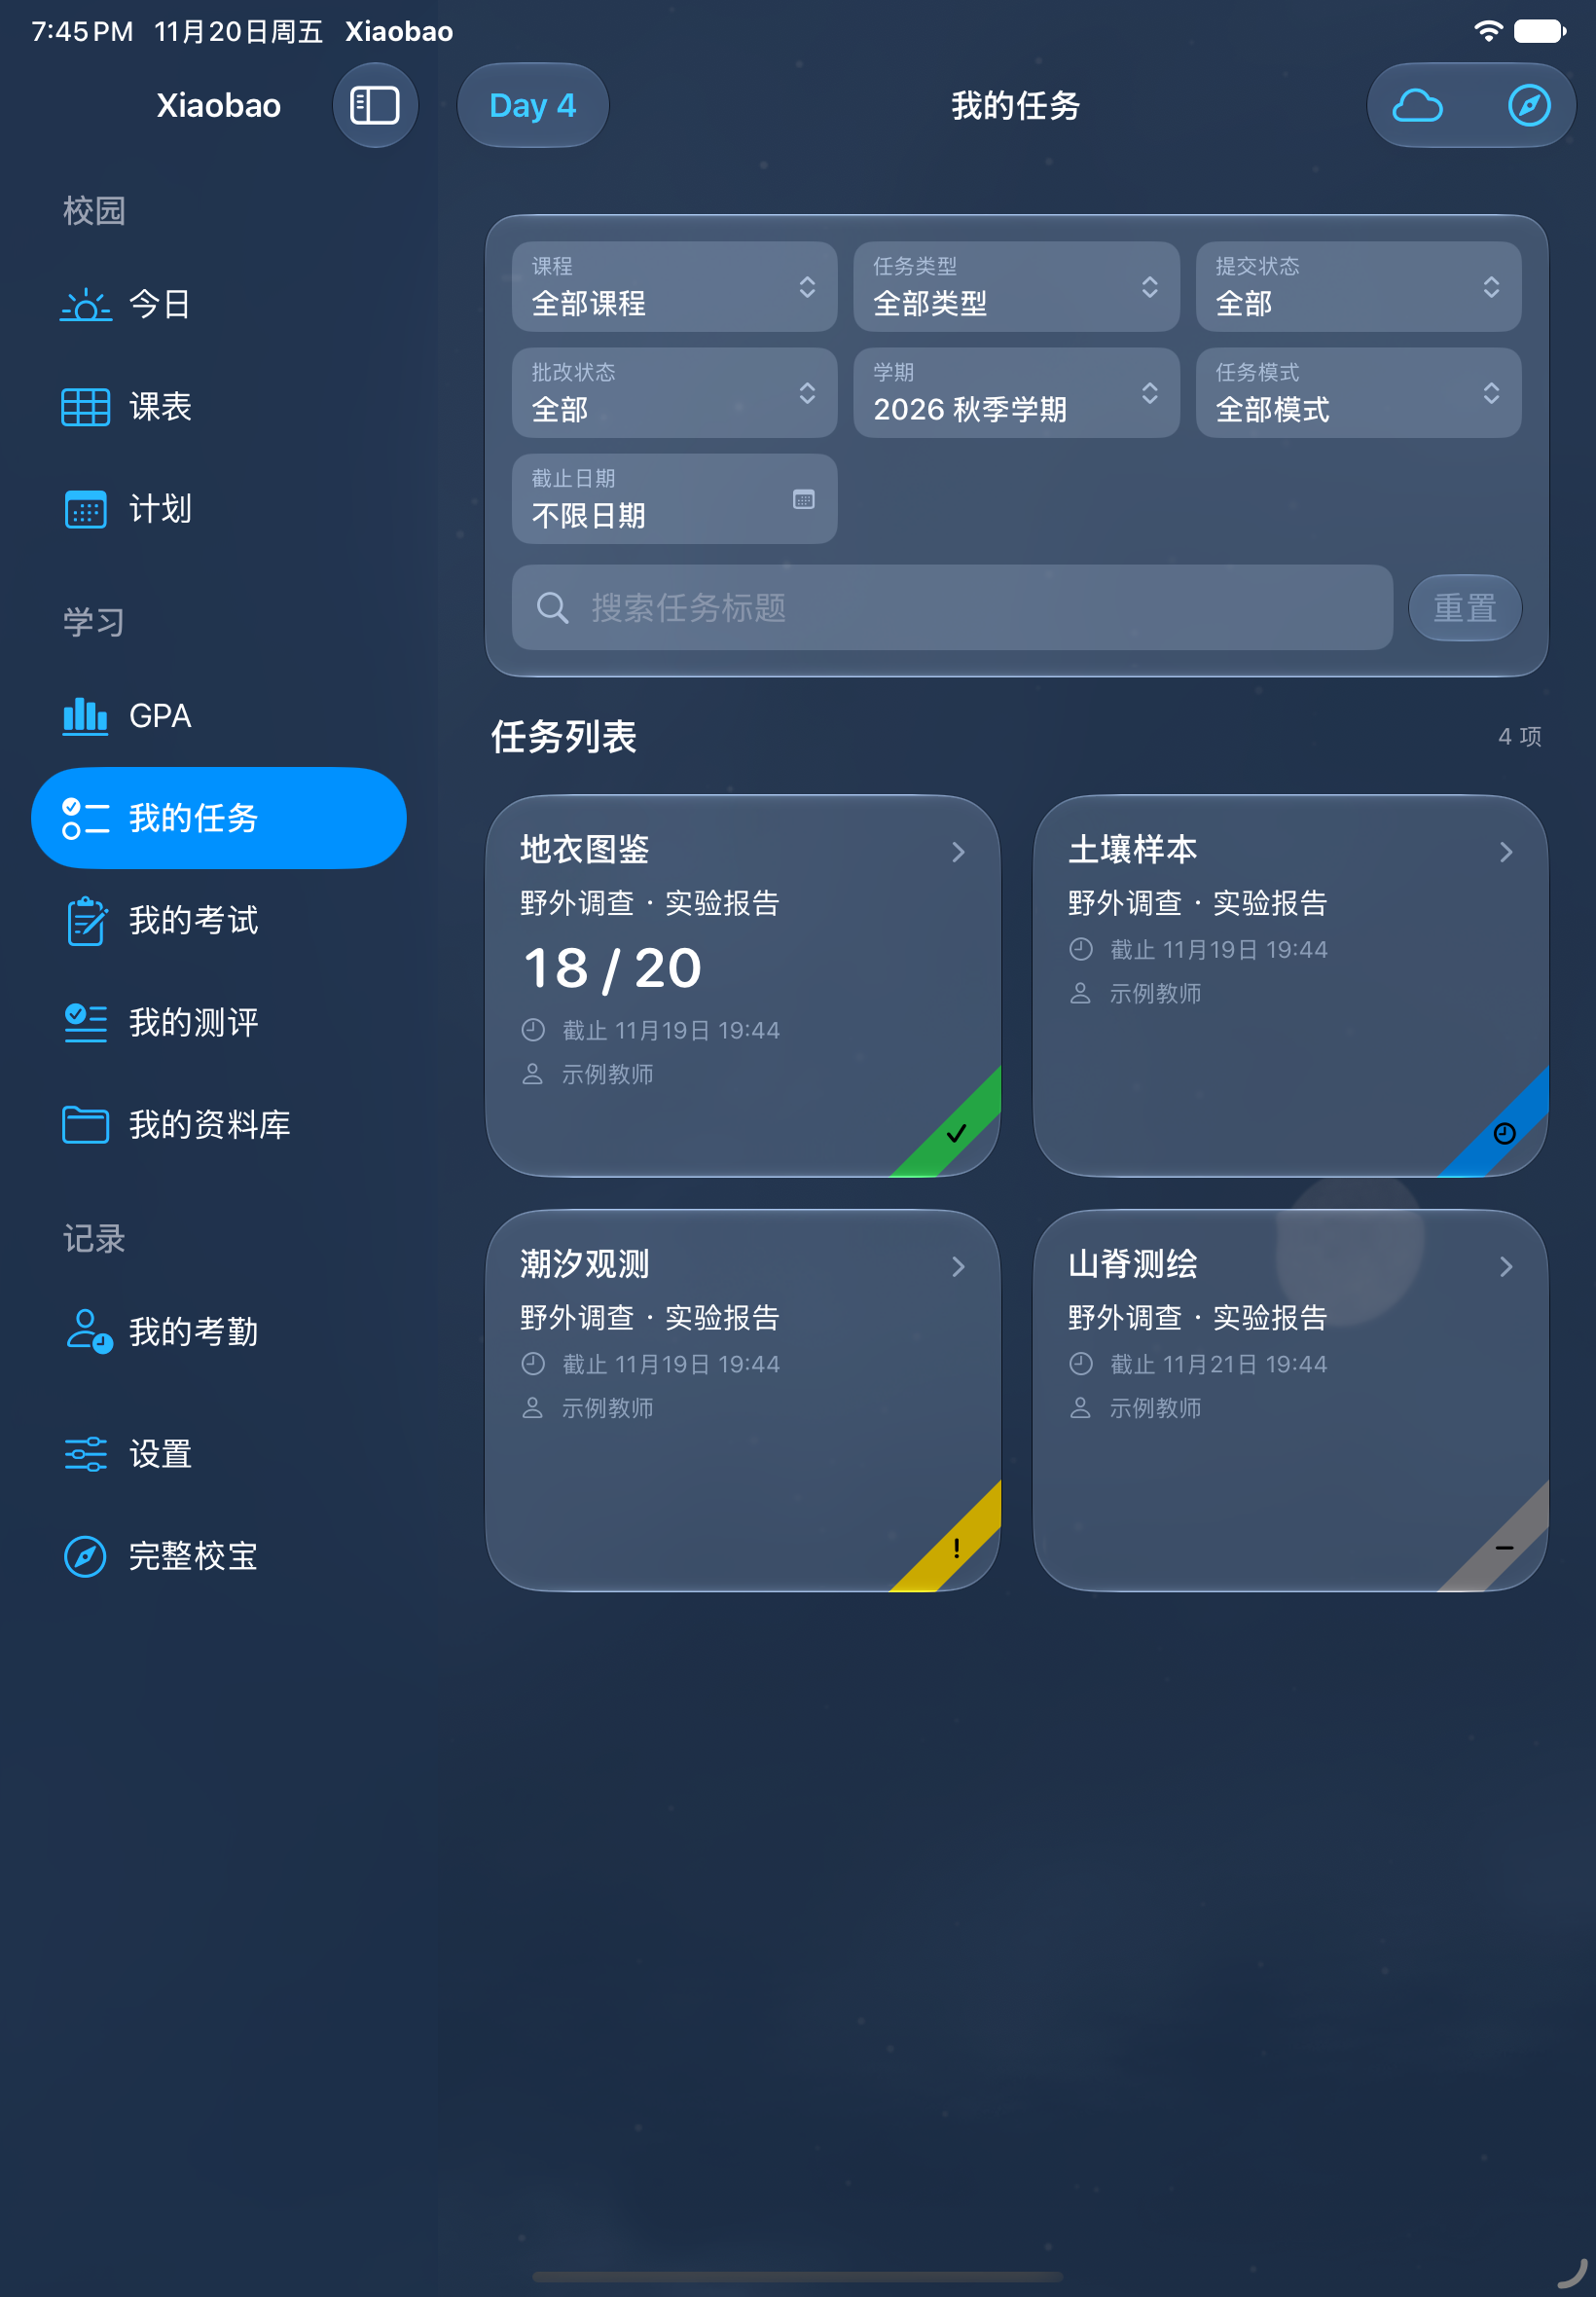 7:45 PM 11月20日周五 Xiaobao
Xiaobao
Day 4
我的任务
校园
今日
课表
计划
学习
GPA
我的任务
我的考试
我的测评
我的资料库
记录
我的考勤
设置
完整校宝
课程
全部课程
任务类型
全部类型
提交状态
全部
批改状态
全部
学期
2026 秋季学期
任务模式
全部模式
截止日期
不限日期
搜索任务标题
重置
任务列表
4 项
地衣图鉴
野外调查 · 实验报告
18 / 20
截止 11月19日 19:44
示例教师
土壤样本
野外调查 · 实验报告
截止 11月19日 19:44
示例教师
潮汐观测
野外调查 · 实验报告
截止 11月19日 19:44
示例教师
山脊测绘
野外调查 · 实验报告
截止 11月21日 19:44
示例教师